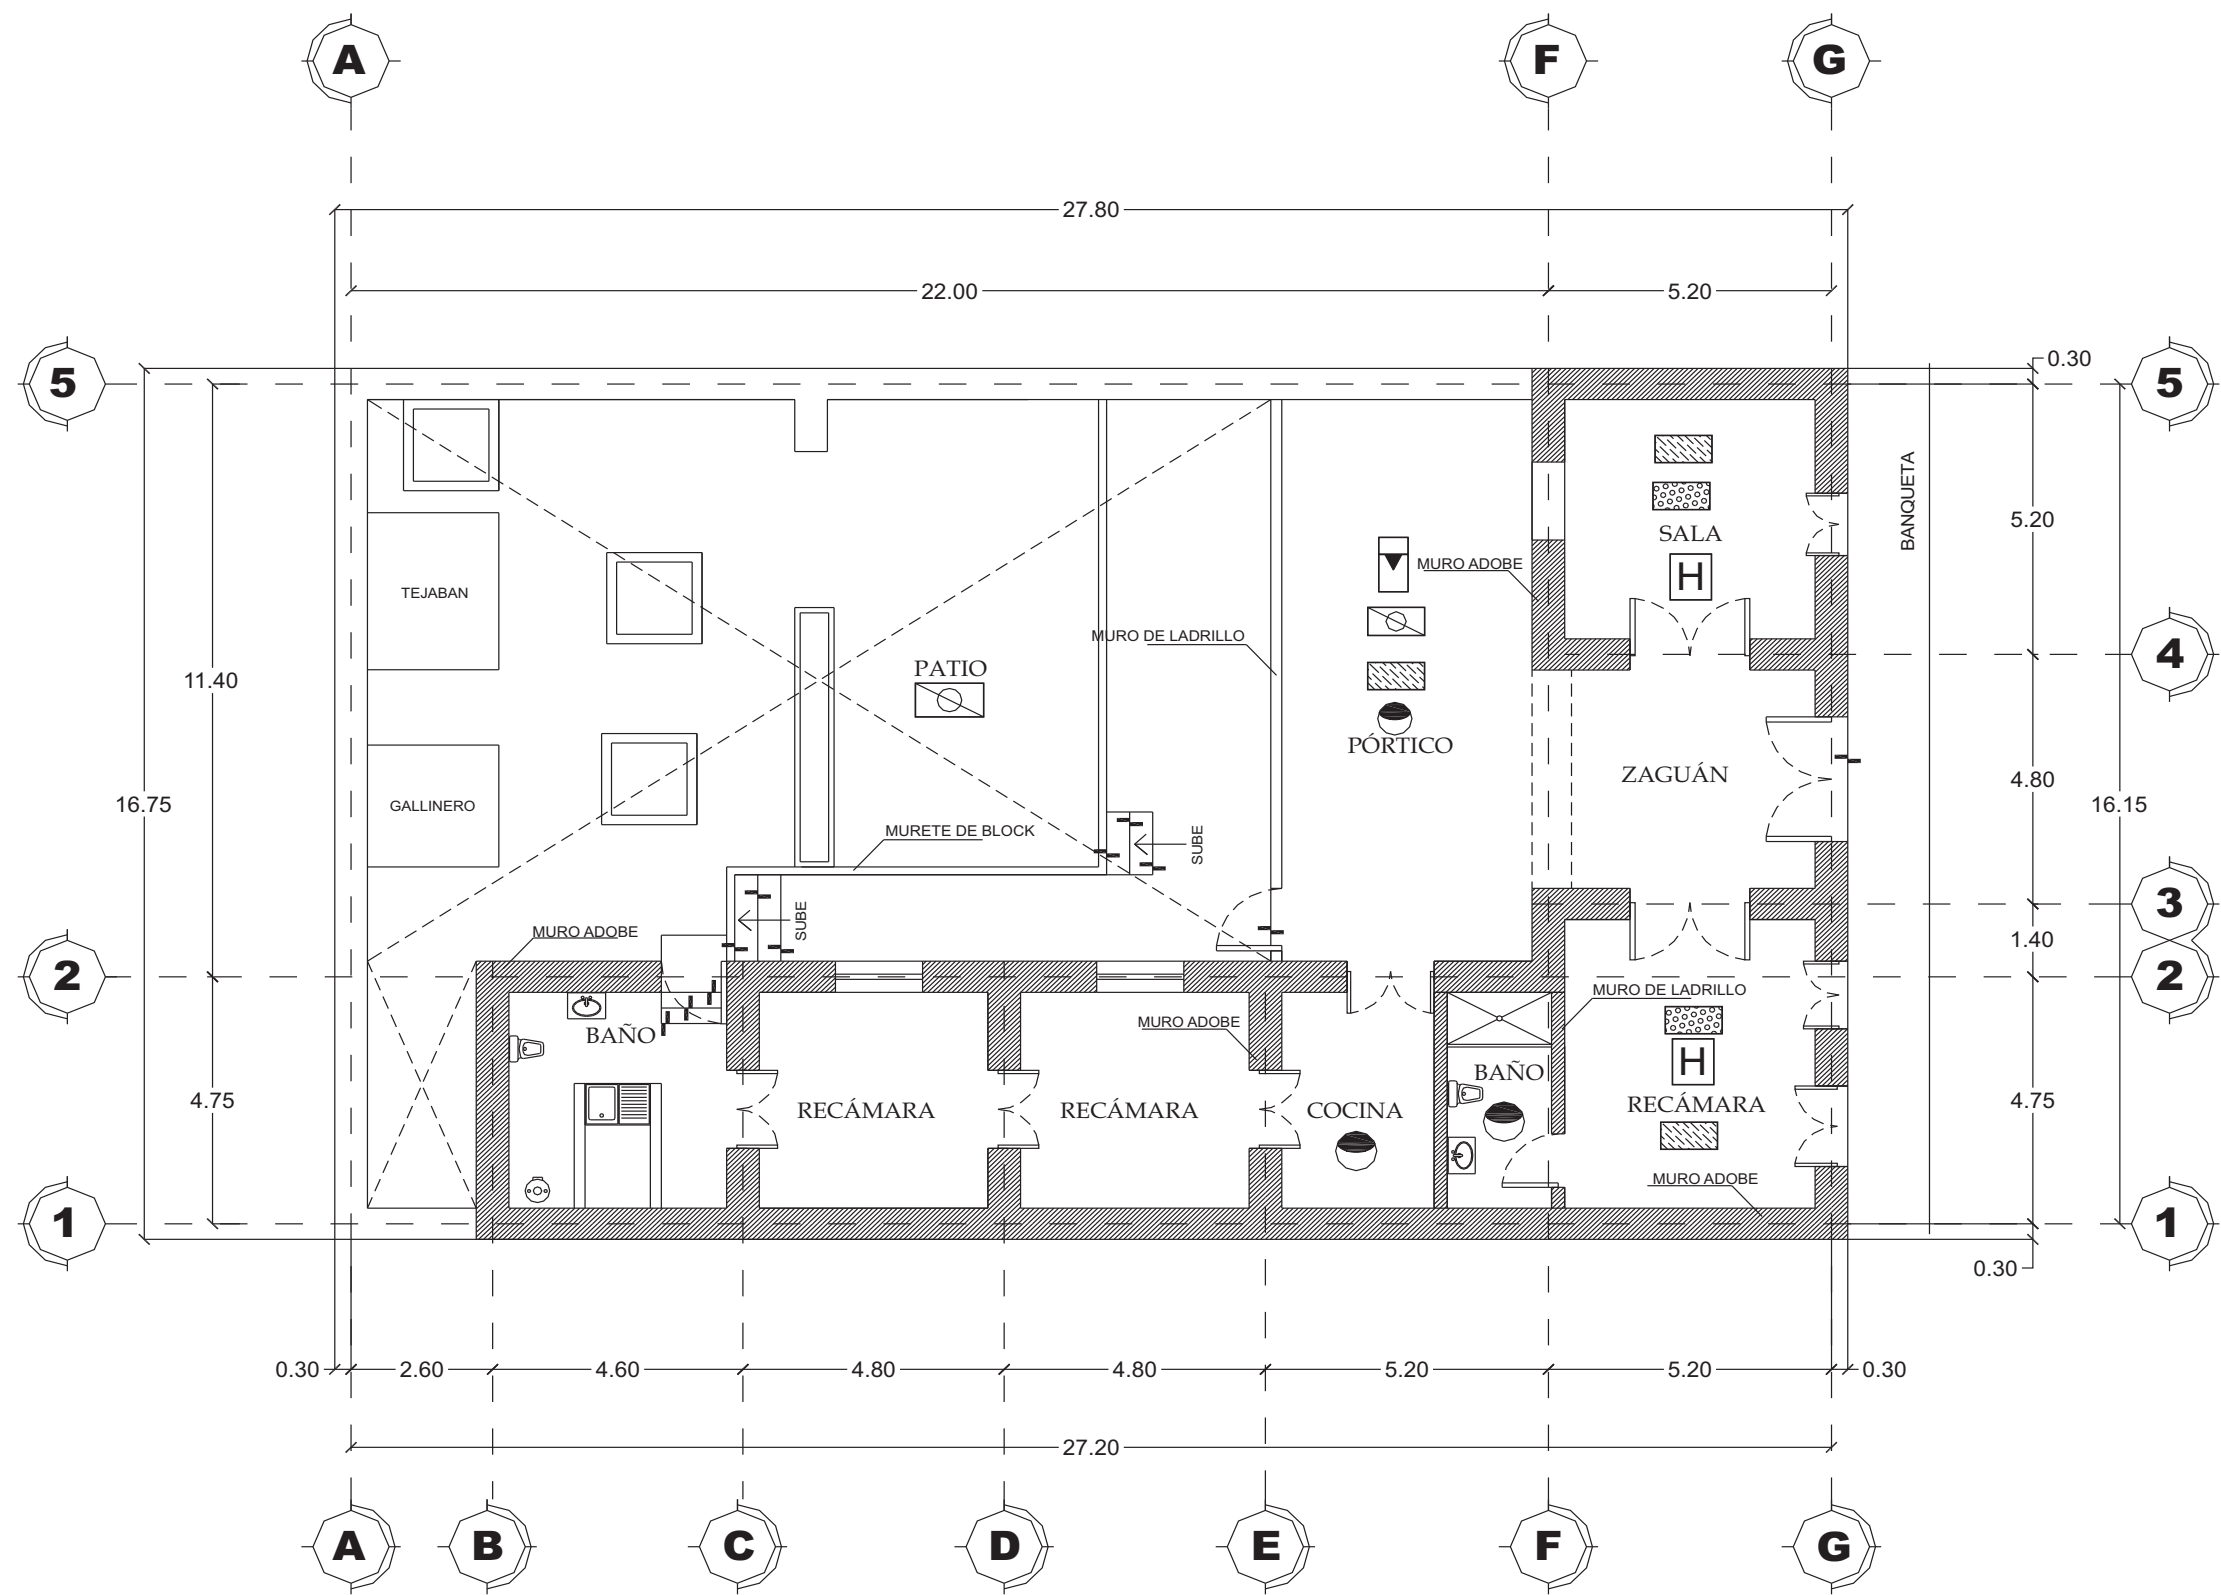 A
F
G
27.80
22.00
5.20
0.30
5
5
BANQUETA
5.20
SALA
MURO ADOBE
H
TEJABAN
MURO DE LADRILLO
4
PATIO
11.40
PÓRTICO
ZAGUÁN
4.80
GALLINERO
16.75
16.15
MURETE DE BLOCK
SUBE
SUBE
3
MURO ADOBE
1.40
2
2
MURO DE LADRILLO
MURO ADOBE
BAÑO
H
BAÑO
4.75
RECÁMARA
RECÁMARA
COCINA
RECÁMARA
4.75
MURO ADOBE
1
1
0.30
0.30
2.60
4.60
4.80
4.80
5.20
5.20
0.30
27.20
A
B
C
D
E
F
G